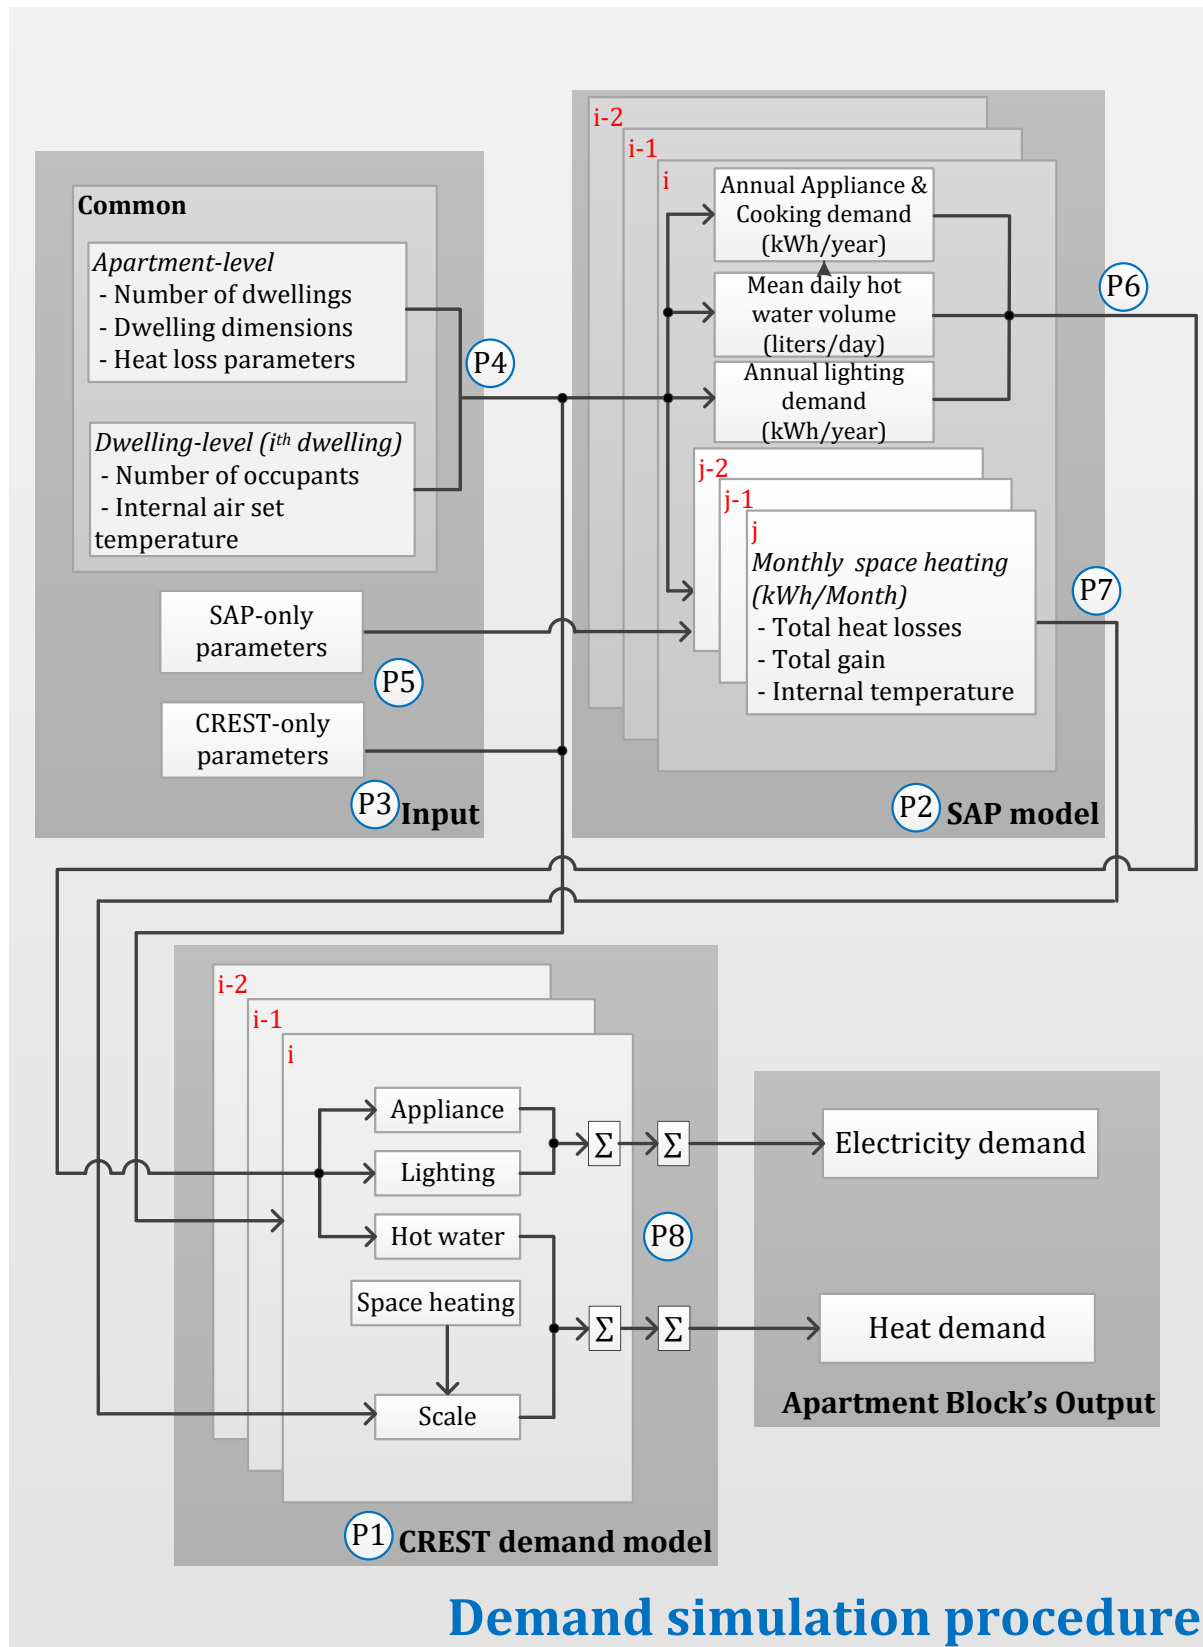 Common
Apartment-level
- Number of dwellings
- Dwelling dimensions
- Heat loss parameters
P4
Dwelling-level (ith dwelling)
- Number of occupants
- Internal air set
temperature
SAP-only
parameters
P5
CREST-only
parameters
P3
Input
i-2
i-1
i
Annual Appliance &
Cooking demand
(kWh/year)
Mean daily hot
water volume
(liters/day)
Annual lighting
demand
(kWh/year)
P6
j-2
j-1
j
Monthly space heating
(kWh/Month)
- Total heat losses
- Total gain
- Internal temperature
P7
P2
SAP model
i-2
i-1
i
Appliance
Lighting
Hot water
Space heating
Scale
Σ
Σ
Σ
Σ
P8
P1
CREST demand model
Electricity demand
Heat demand
Apartment Block’s Output
Demand simulation procedure